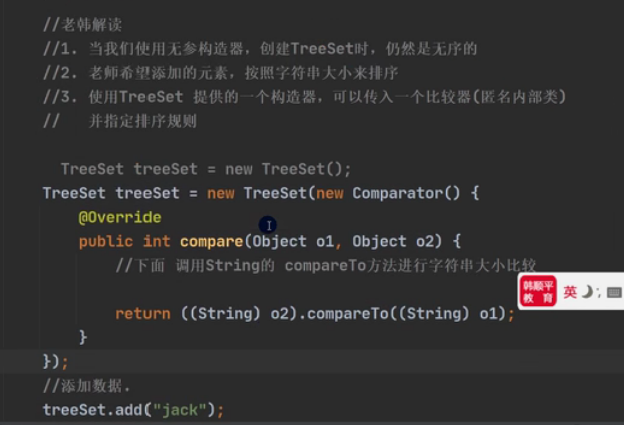 //老韩解读
//1. 当我们使用无参构造器，创建TreeSet时，仍然是无序的
//2. 老师希望添加的元素，按照字符串大小来排序
//3. 使用TreeSet 提供的一个构造器，可以传入一个比较器(匿名内部类)
//   并指定排序规则
TreeSet treeSet = new TreeSet();
TreeSet treeSet = new TreeSet(new Comparator() {
@Override
public int compare(Object o1, Object o2) {
//下面 调用String的 compareTo方法进行字符串大小比较
韩顺平
教育
英
return ((String) o2).compareTo((String) o1);
}
});
//添加数据.
treeSet.add("jack");